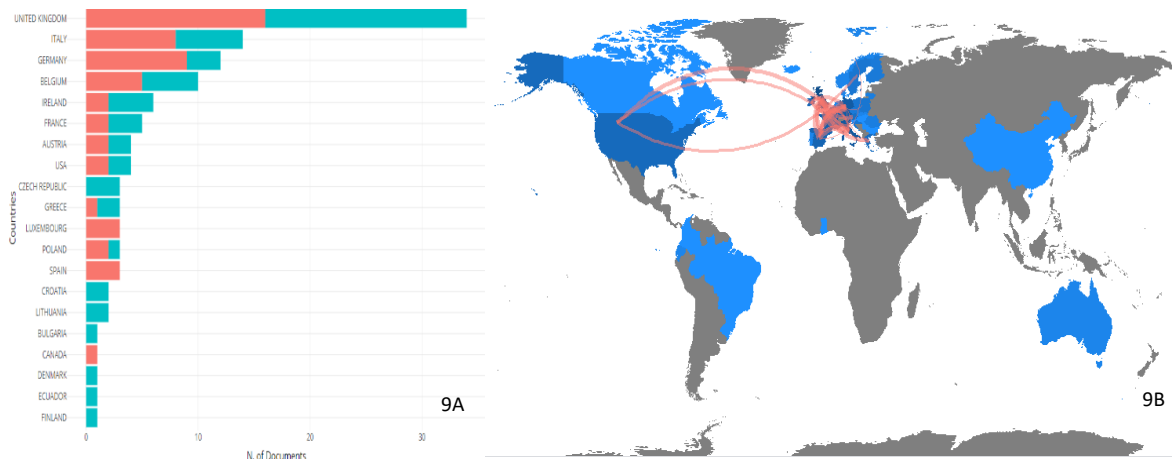 UNITED KINGDOM
ITALY
GERMANY
BELGIUM
IRELAND
FRANCE
AUSTRIA
USA
CZECH REPUBLIC
GREECE
LUXEMBOURG
POLAND
SPAIN
CROATIA
LITHUANIA
BULGARIA
CANADA
DENMARK
ECUADOR
FINLAND
Countries
0 10 20 30
N. of Documents
9A
9B